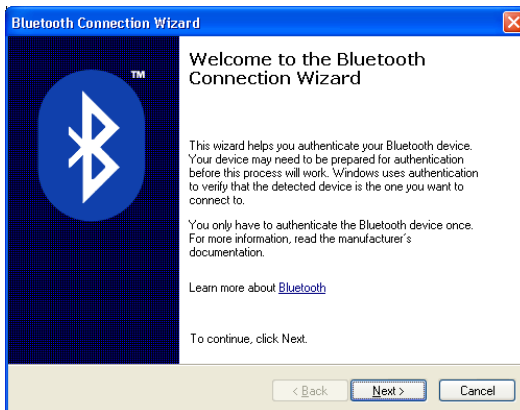 Bluetooth Connection Wizard
TM
Welcome to the Bluetooth
Connection Wizard
This wizard helps you authenticate your Bluetooth device.
Your device may need to be prepared for authentication
before this process will work. Windows uses authentication
to verify that the detected device is the one you want to
connect to.
You only have to authenticate the Bluetooth device once.
For more information, read the manufacturer's
documentation.
Learn more about Bluetooth
To continue, click Next.
< Back
Next >
Cancel